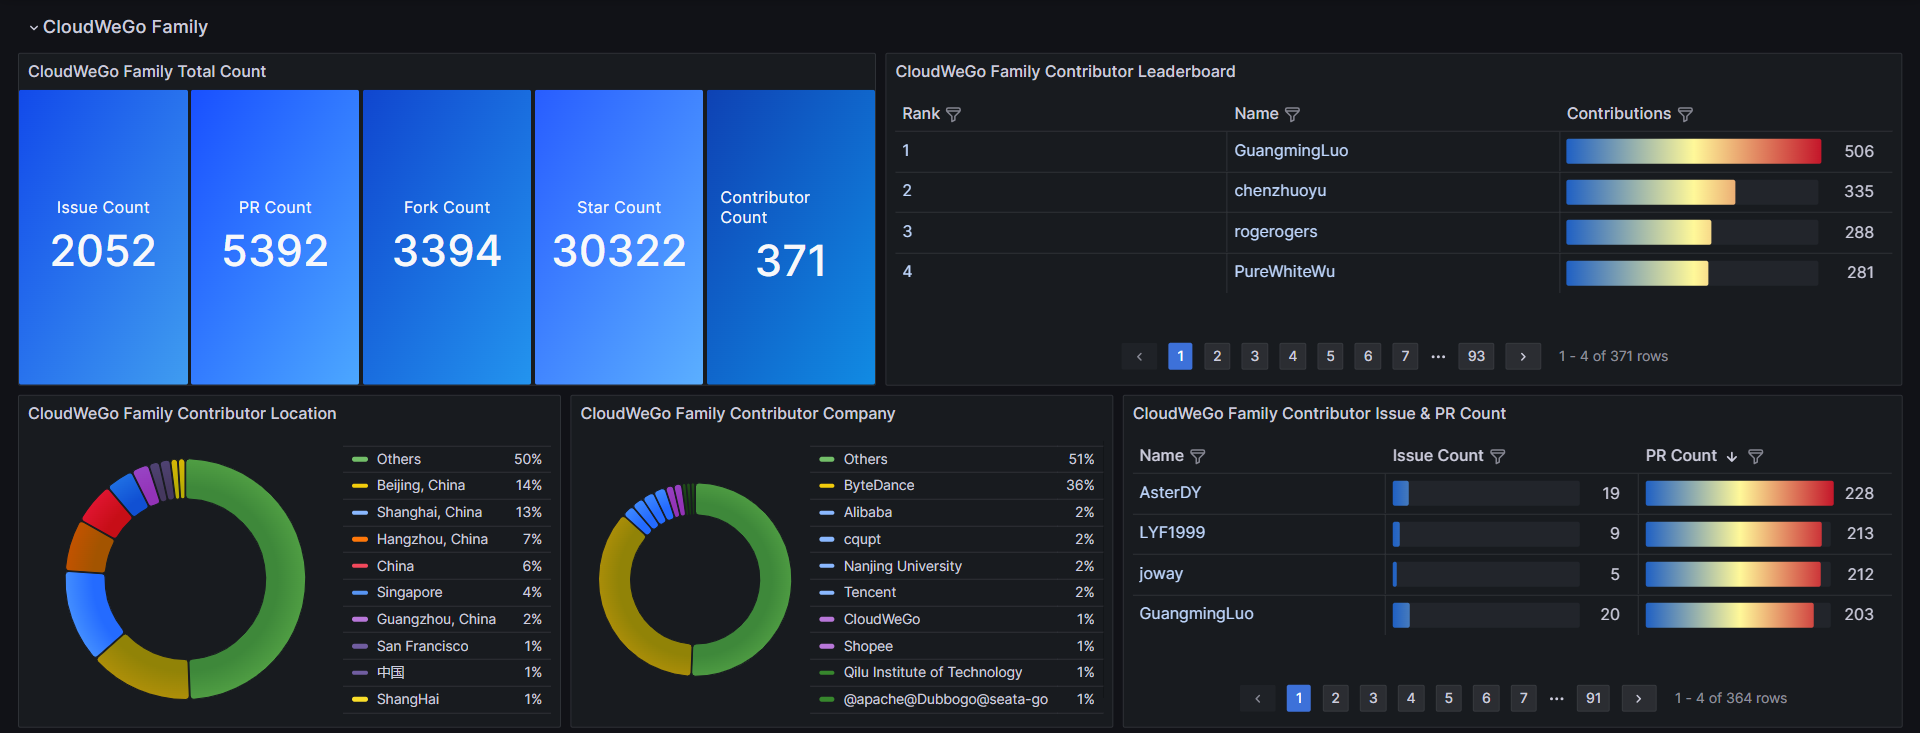 CloudWeGo Family
CloudWeGo Family Total Count
Issue Count
2052
PR Count
5392
Fork Count
3394
Star Count
30322
Contributor
Count
371
CloudWeGo Family Contributor Leaderboard
Rank Name Contributions
1 GuangmingLuo 506
2 chenzhuoyu 335
3 rogerogers 288
4 PureWhiteWu 281
‹ 1 2 3 4 5 6 7 ··· 93 › 1 - 4 of 371 rows
CloudWeGo Family Contributor Location
Others 50%
Beijing, China 14%
Shanghai, China 13%
Hangzhou, China 7%
China 6%
Singapore 4%
Guangzhou, China 2%
San Francisco 1%
中国 1%
ShangHai 1%
CloudWeGo Family Contributor Company
Others 51%
ByteDance 36%
Alibaba 2%
cqupt 2%
Nanjing University 2%
Tencent 2%
CloudWeGo 1%
Shopee 1%
Qilu Institute of Technology 1%
@apache@Dubbogo@seata-go 1%
CloudWeGo Family Contributor Issue & PR Count
Name Issue Count PR Count ↓
AsterDY 19 228
LYF1999 9 213
joway 5 212
GuangmingLuo 20 203
‹ 1 2 3 4 5 6 7 ··· 91 › 1 - 4 of 364 rows